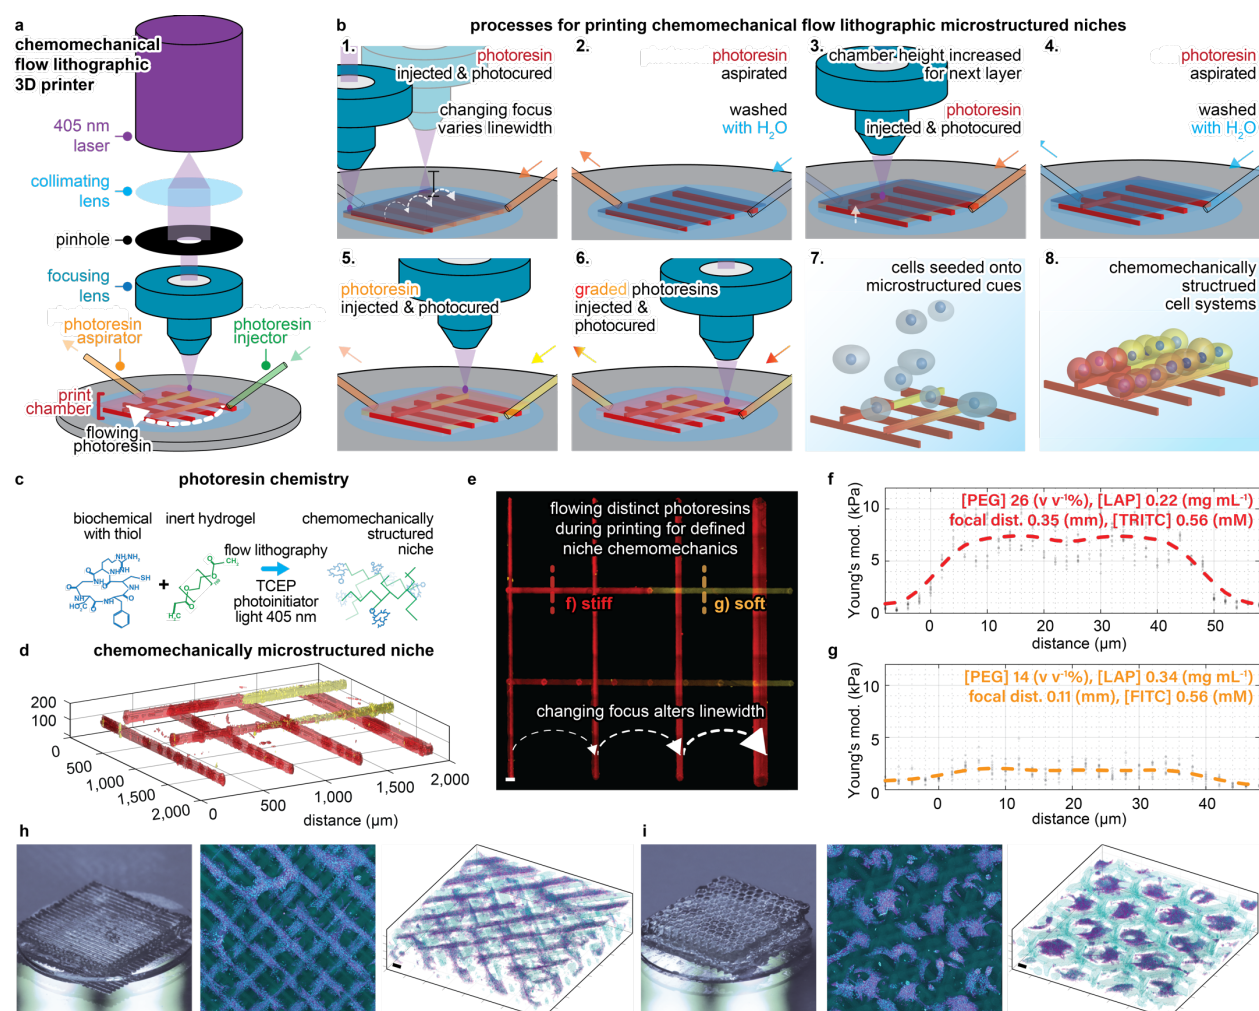 a
chemomechanical
flow lithographic
3D printer
405 nm
laser
collimating
lens
pinhole
focusing
lens
photoresin
aspirator
photoresin
injector
print
chamber
flowing
photoresin
b
processes for printing chemomechanical flow lithographic microstructured niches
1.
photoresin
injected & photocured
changing focus
varies linewidth
2.
photoresin
aspirated
washed
with H₂O
3.
chamber height increased
for next layer
photoresin
injected & photocured
4.
photoresin
aspirated
washed
with H₂O
5.
photoresin
injected & photocured
6.
graded photoresins
injected &
photocured
7.
cells seeded onto
microstructured cues
8.
chemomechanically
strucrued
cell systems
c
photoresin chemistry
biochemical
with thiol
+
inert hydrogel
flow lithography
TCEP
photoinitiator
light 405 nm
chemomechanically
structured
niche
d
chemomechanically microstructured niche
200
100
0
500
1,000
1,500
2,000
0
500
1,000
1,500
2,000
distance (µm)
e
flowing distinct photoresins
during printing for defined
niche chemomechanics
f) stiff
g) soft
changing focus alters linewidth
f
[PEG] 26 (v v⁻¹%), [LAP] 0.22 (mg mL⁻¹)
focal dist. 0.35 (mm), [TRITC] 0.56 (mM)
Young's mod. (kPa)
10
5
0
0 10 20 30 40 50
distance (µm)
g
[PEG] 14 (v v⁻¹%), [LAP] 0.34 (mg mL⁻¹)
focal dist. 0.11 (mm), [FITC] 0.56 (mM)
Young's mod. (kPa)
10
5
0
0 10 20 30 40
distance (µm)
h
i